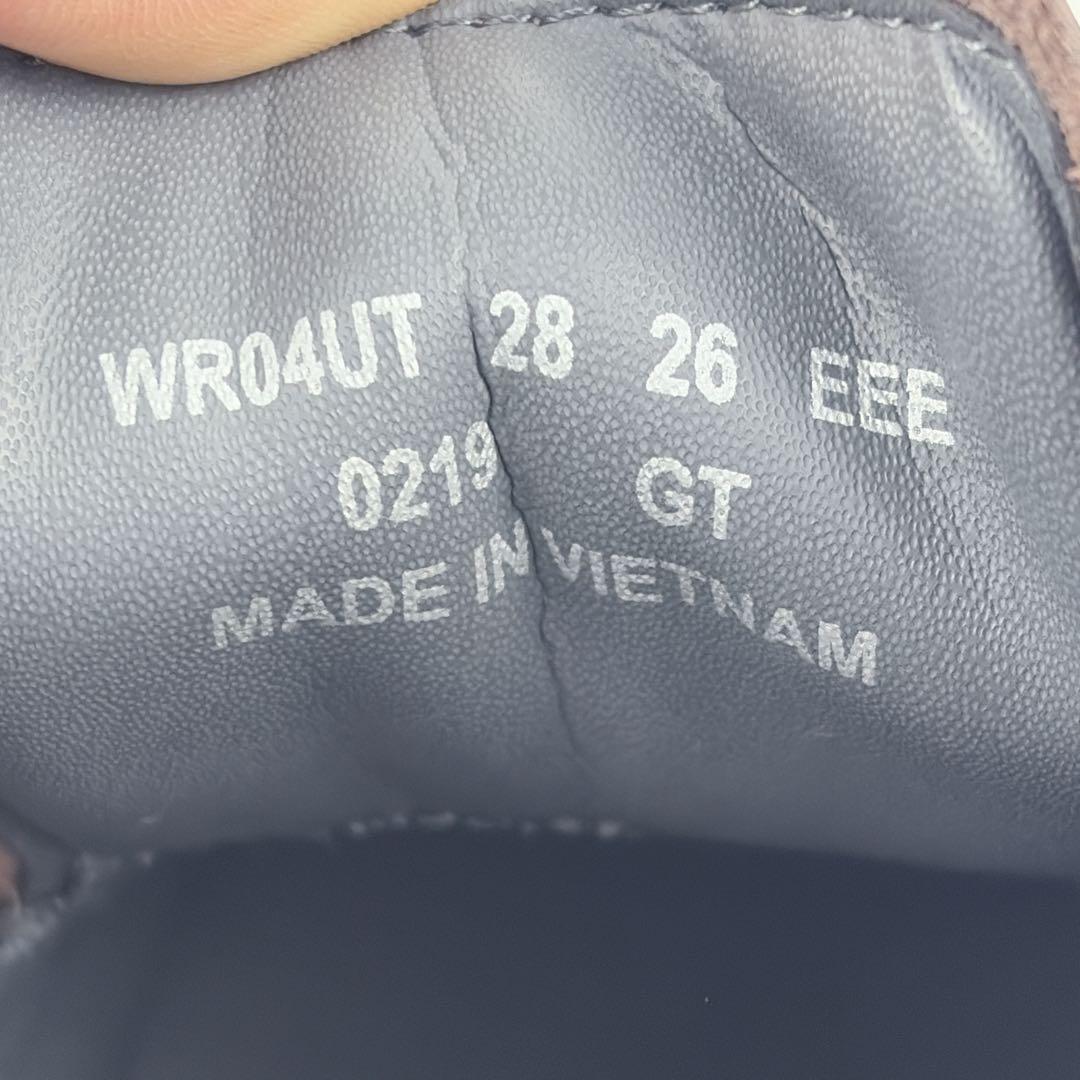 WR04UT 28 26 EEE
0219 GT
MADE IN VIETNAM